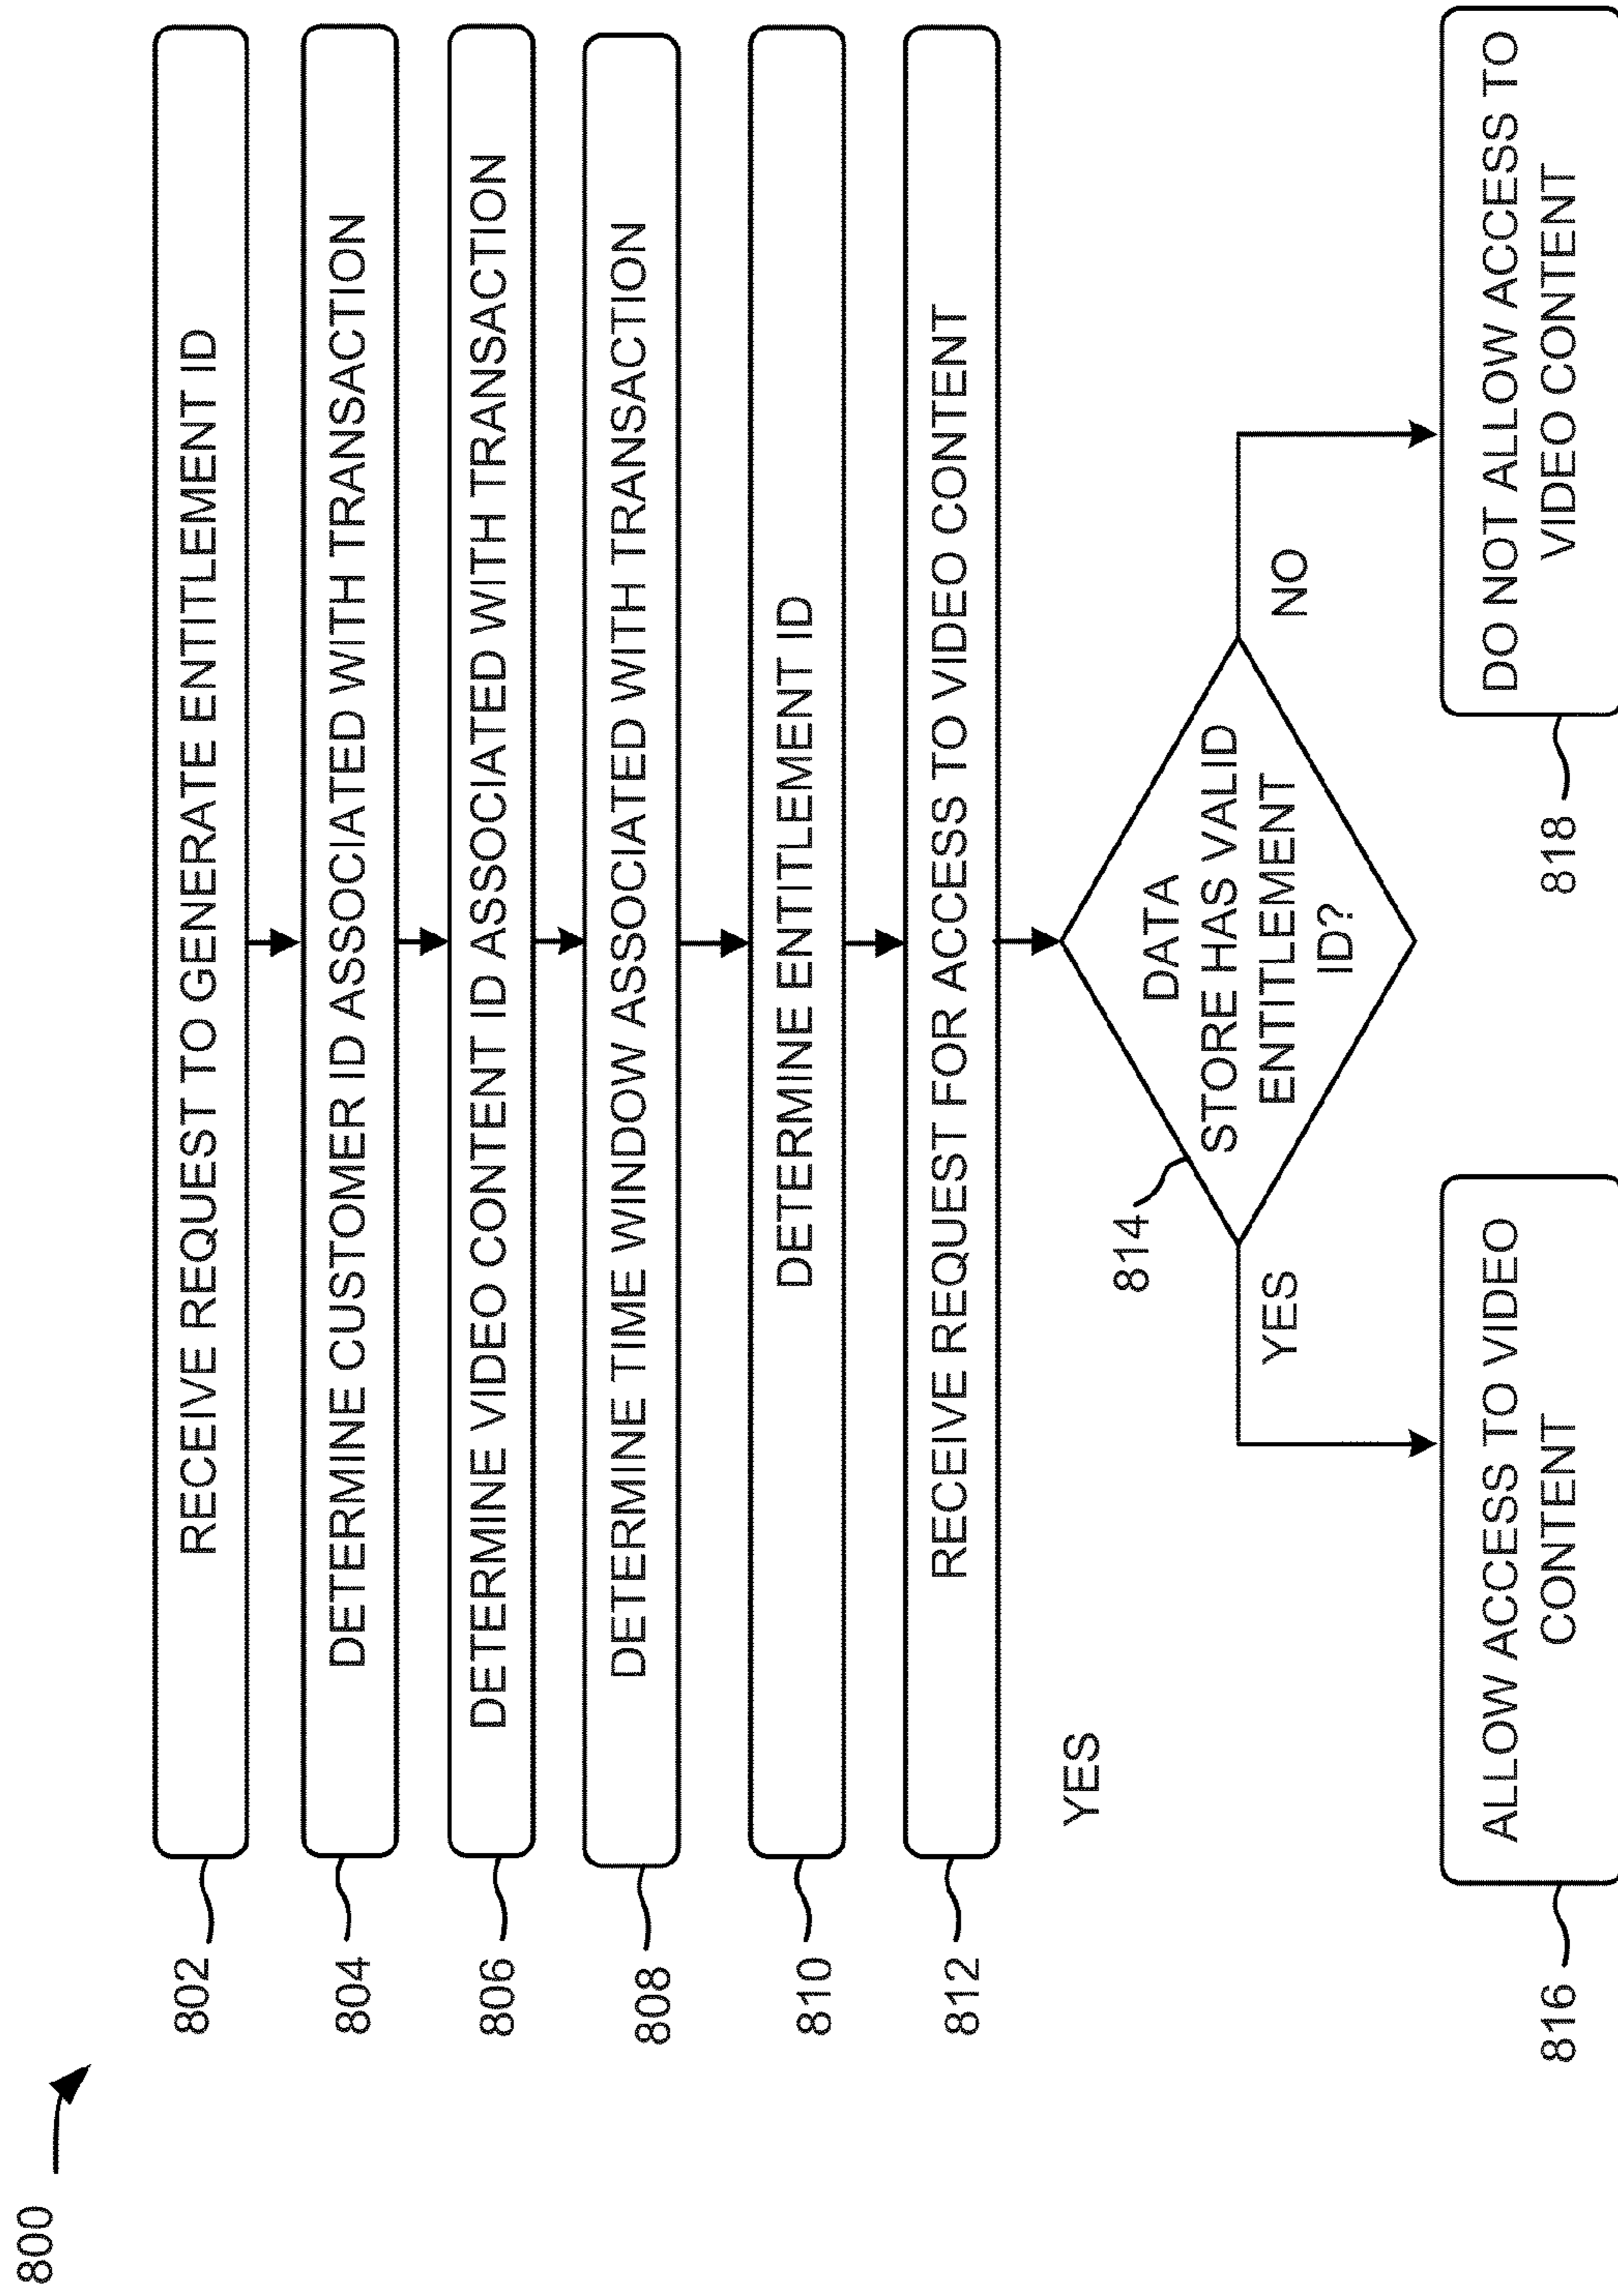 800
802
RECEIVE REQUEST TO GENERATE ENTITLEMENT ID
804
DETERMINE CUSTOMER ID ASSOCIATED WITH TRANSACTION
806
DETERMINE VIDEO CONTENT ID ASSOCIATED WITH TRANSACTION
808
DETERMINE TIME WINDOW ASSOCIATED WITH TRANSACTION
810
DETERMINE ENTITLEMENT ID
812
RECEIVE REQUEST FOR ACCESS TO VIDEO CONTENT
YES
814
DATA
STORE HAS VALID
ENTITLEMENT
ID?
YES
NO
816
ALLOW ACCESS TO VIDEO
CONTENT
818
DO NOT ALLOW ACCESS TO
VIDEO CONTENT